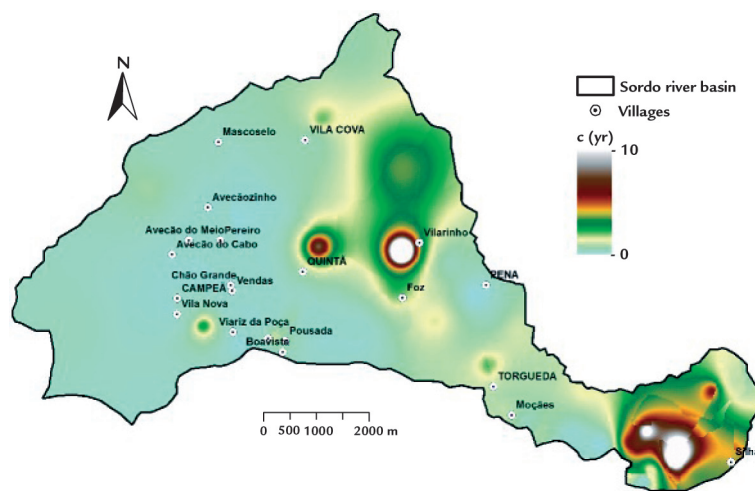 N
Sordo river basin
Villages
c (yr)
10
0
Mascoselo
VILA COVA
Avecãozinho
Avecão do Meio
Pereiro
Avecão do Cabo
Vilarinho
QUINTÃ
Chão Grande
Vendas
CAMPEÃ
Vila Nova
Foz
PENA
Viariz da Poça
Pousada
Boavista
TORGUEDA
Moçães
0 500 1000 2000 m